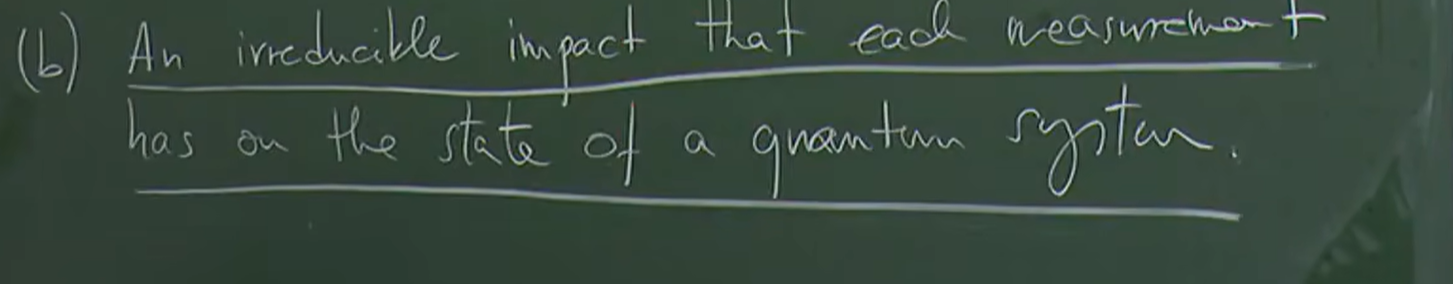 (b) An irreducible impact that each measurement
has on the state of a quantum system.